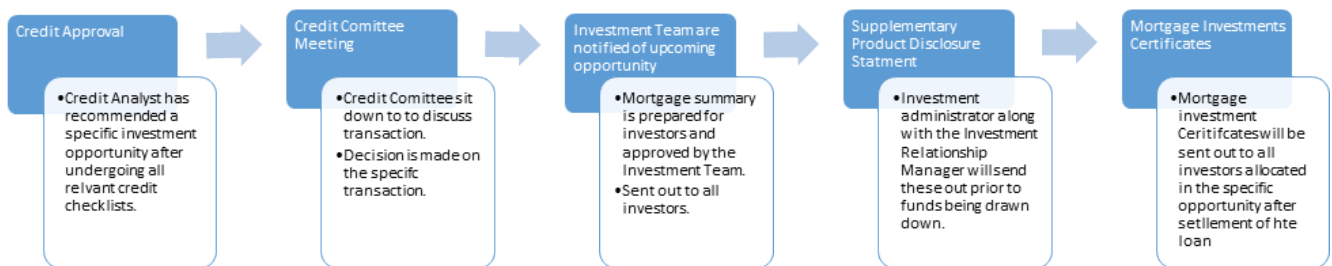 Credit Approval
•Credit Analyst has
recommended a
specific investment
opportunity after
undergoing all
relvant credit
checklists.
Credit Comittee
Meeting
•Credit Comittee sit
down to to discuss
transaction.
•Decision is made on
the specifc
transaction.
Investment Team are
notified of upcoming
opportunity
•Mortgage summary
is prepared for
investors and
approved by the
Investment Team.
•Sent out to all
investors.
Supplementary
Product Disclosure
Statment
•Investment
administrator along
with the Investment
Relationship
Manager will send
these out prior to
funds being drawn
down.
Mortgage Investments
Certificates
•Mortgage
investment
Ceritifcates will be
sent out to all
investors allocated
in the specific
opportunity after
setllement of hte
loan